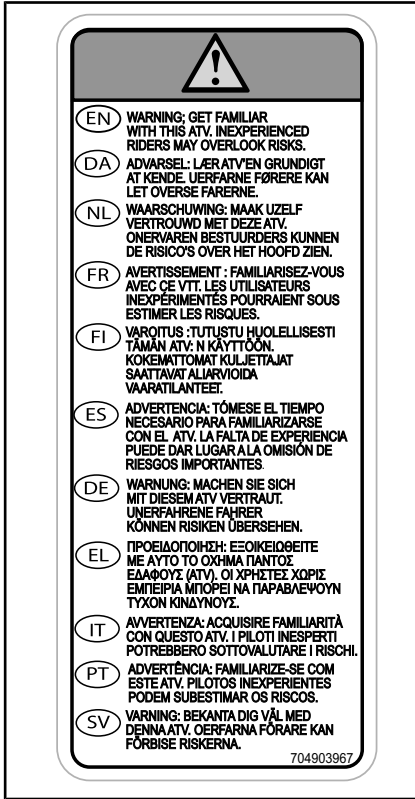 EN WARNING; GET FAMILIAR
WITH THIS ATV. INEXPERIENCED
RIDERS MAY OVERLOOK RISKS.
DA ADVARSEL: LÆR ATV'EN GRUNDIGT
AT KENDE. UERFARNE FØRERE KAN
LET OVERSE FARERNE.
NL WAARSCHUWING: MAAK UZELF
VERTROUWD MET DEZE ATV.
ONERVAREN BESTUURDERS KUNNEN
DE RISICO'S OVER HET HOOFD ZIEN.
FR AVERTISSEMENT : FAMILIARISEZ-VOUS
AVEC CE VTT. LES UTILISATEURS
INEXPÉRIMENTÉS POURRAIENT SOUS
ESTIMER LES RISQUES.
FI VAROITUS :TUTUSTU HUOLELLISESTI
TÄMÄN ATV: N KÄYTTÖÖN.
KOKEMATTOMAT KULJETTAJAT
SAATTAVAT ALIARVIOIDA
VAARATILANTEET.
ES ADVERTENCIA: TÓMESE EL TIEMPO
NECESARIO PARA FAMILIARIZARSE
CON EL ATV. LA FALTA DE EXPERIENCIA
PUEDE DAR LUGAR A LA OMISIÓN DE
RIESGOS IMPORTANTES.
DE WARNUNG: MACHEN SIE SICH
MIT DIESEM ATV VERTRAUT.
UNERFAHRENE FAHRER
KÖNNEN RISIKEN ÜBERSEHEN.
EL ΠΡΟΕΙΔΟΠΟΙΗΣΗ: ΕΞΟΙΚΕΙΩΘΕΙΤΕ
ΜΕ ΑΥΤΟ ΤΟ ΟΧΗΜΑ ΠΑΝΤΟΣ
ΕΔΑΦΟΥΣ (ATV). ΟΙ ΧΡΗΣΤΕΣ ΧΩΡΙΣ
ΕΜΠΕΙΡΙΑ ΜΠΟΡΕΙ ΝΑ ΠΑΡΑΒΛΕΨΟΥΝ
ΤΥΧΟΝ ΚΙΝΔΥΝΟΥΣ.
IT AVVERTENZA: ACQUISIRE FAMILIARITÀ
CON QUESTO ATV. I PILOTI INESPERTI
POTREBBERO SOTTOVALUTARE I RISCHI.
PT ADVERTÊNCIA: FAMILIARIZE-SE COM
ESTE ATV. PILOTOS INEXPERIENTES
PODEM SUBESTIMAR OS RISCOS.
SV VARNING: BEKANTA DIG VÄL MED
DENNA ATV. OERFARNA FÖRARE KAN
FÖRBISE RISKERNA.
704903967